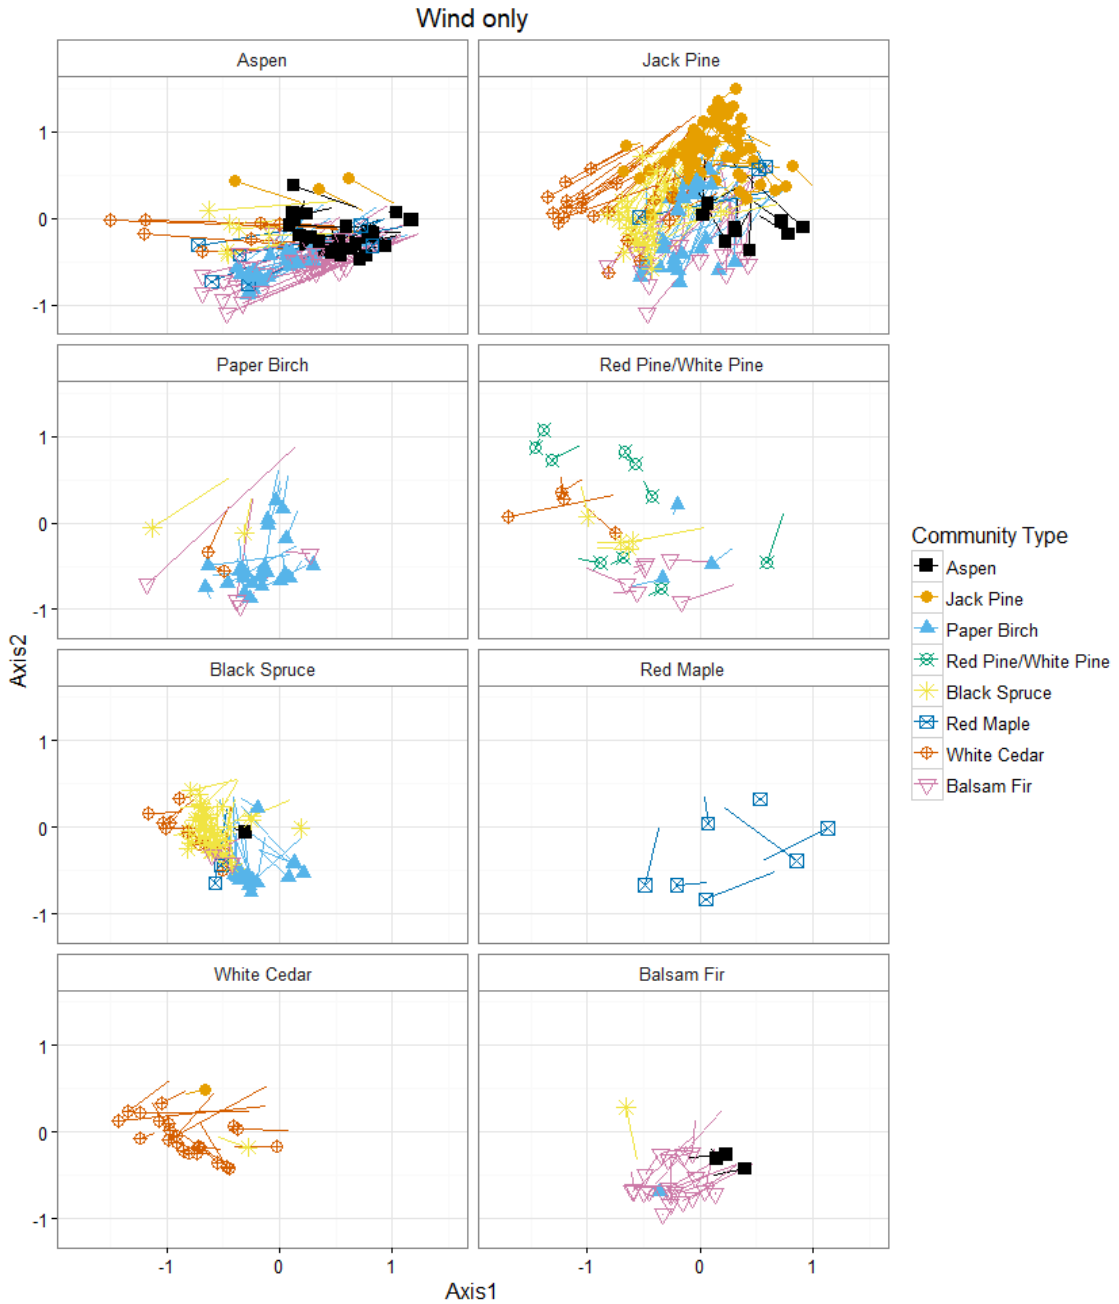 Wind only
Aspen
Jack Pine
1
0
-1
Paper Birch
Red Pine/White Pine
1
0
-1
Black Spruce
Red Maple
1
0
-1
White Cedar
Balsam Fir
1
0
-1
-1 0 1
-1 0 1
Axis1
Axis2
Community Type
Aspen
Jack Pine
Paper Birch
Red Pine/White Pine
Black Spruce
Red Maple
White Cedar
Balsam Fir